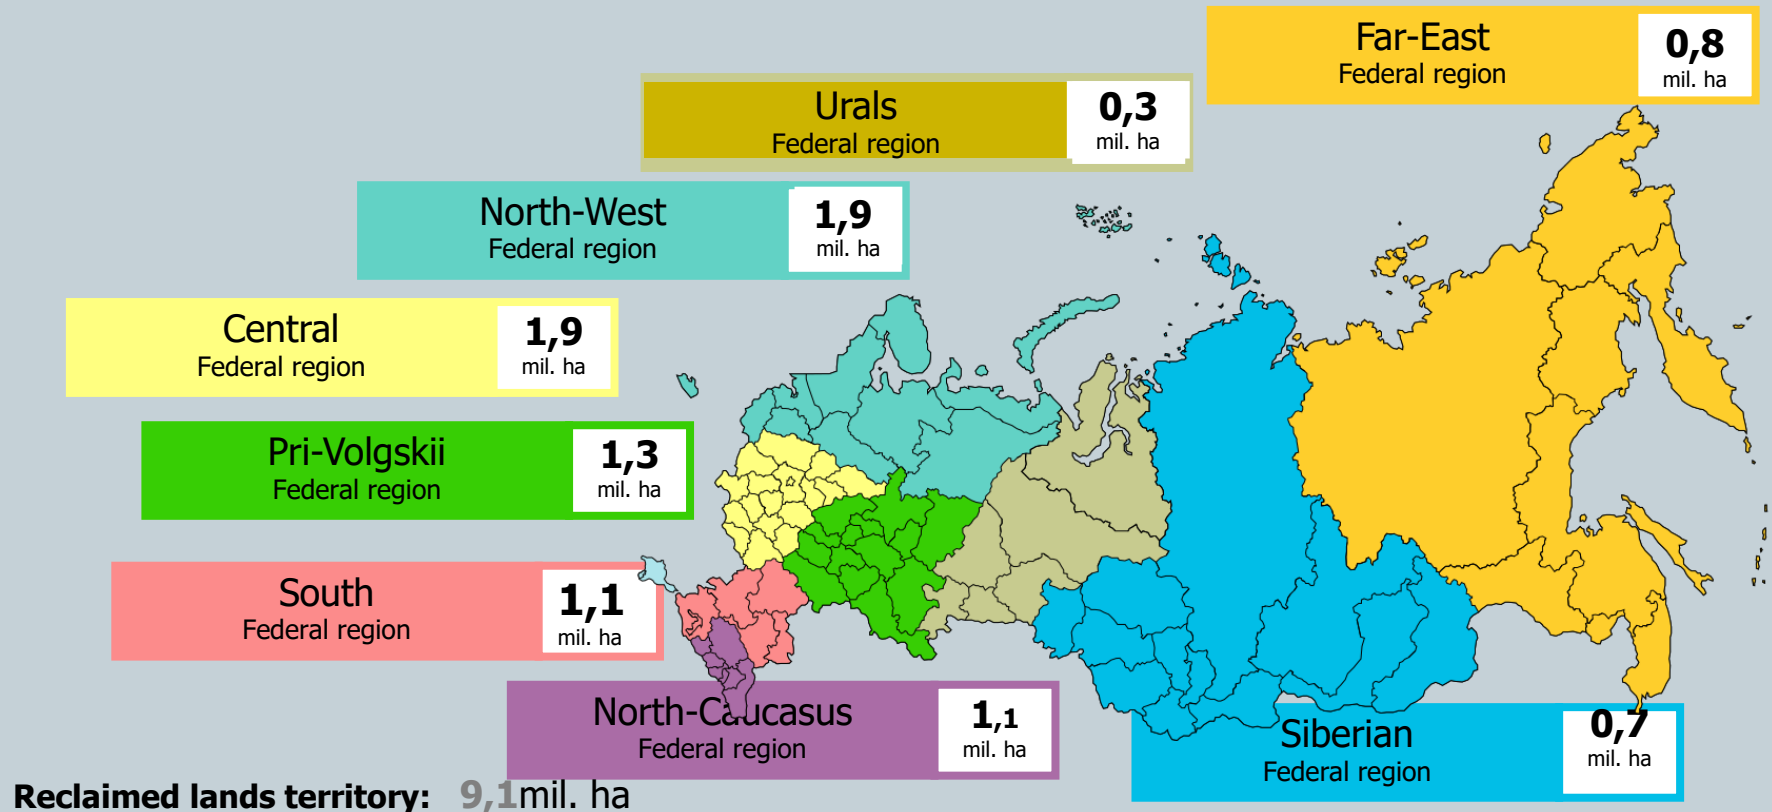 Far-East
Federal region
0,8
mil. ha
Urals
Federal region
0,3
mil. ha
North-West
Federal region
1,9
mil. ha
Central
Federal region
1,9
mil. ha
Pri-Volgskii
Federal region
1,3
mil. ha
South
Federal region
1,1
mil. ha
North-Caucasus
Federal region
1,1
mil. ha
Siberian
Federal region
0,7
mil. ha
Reclaimed lands territory: 9,1mil. ha